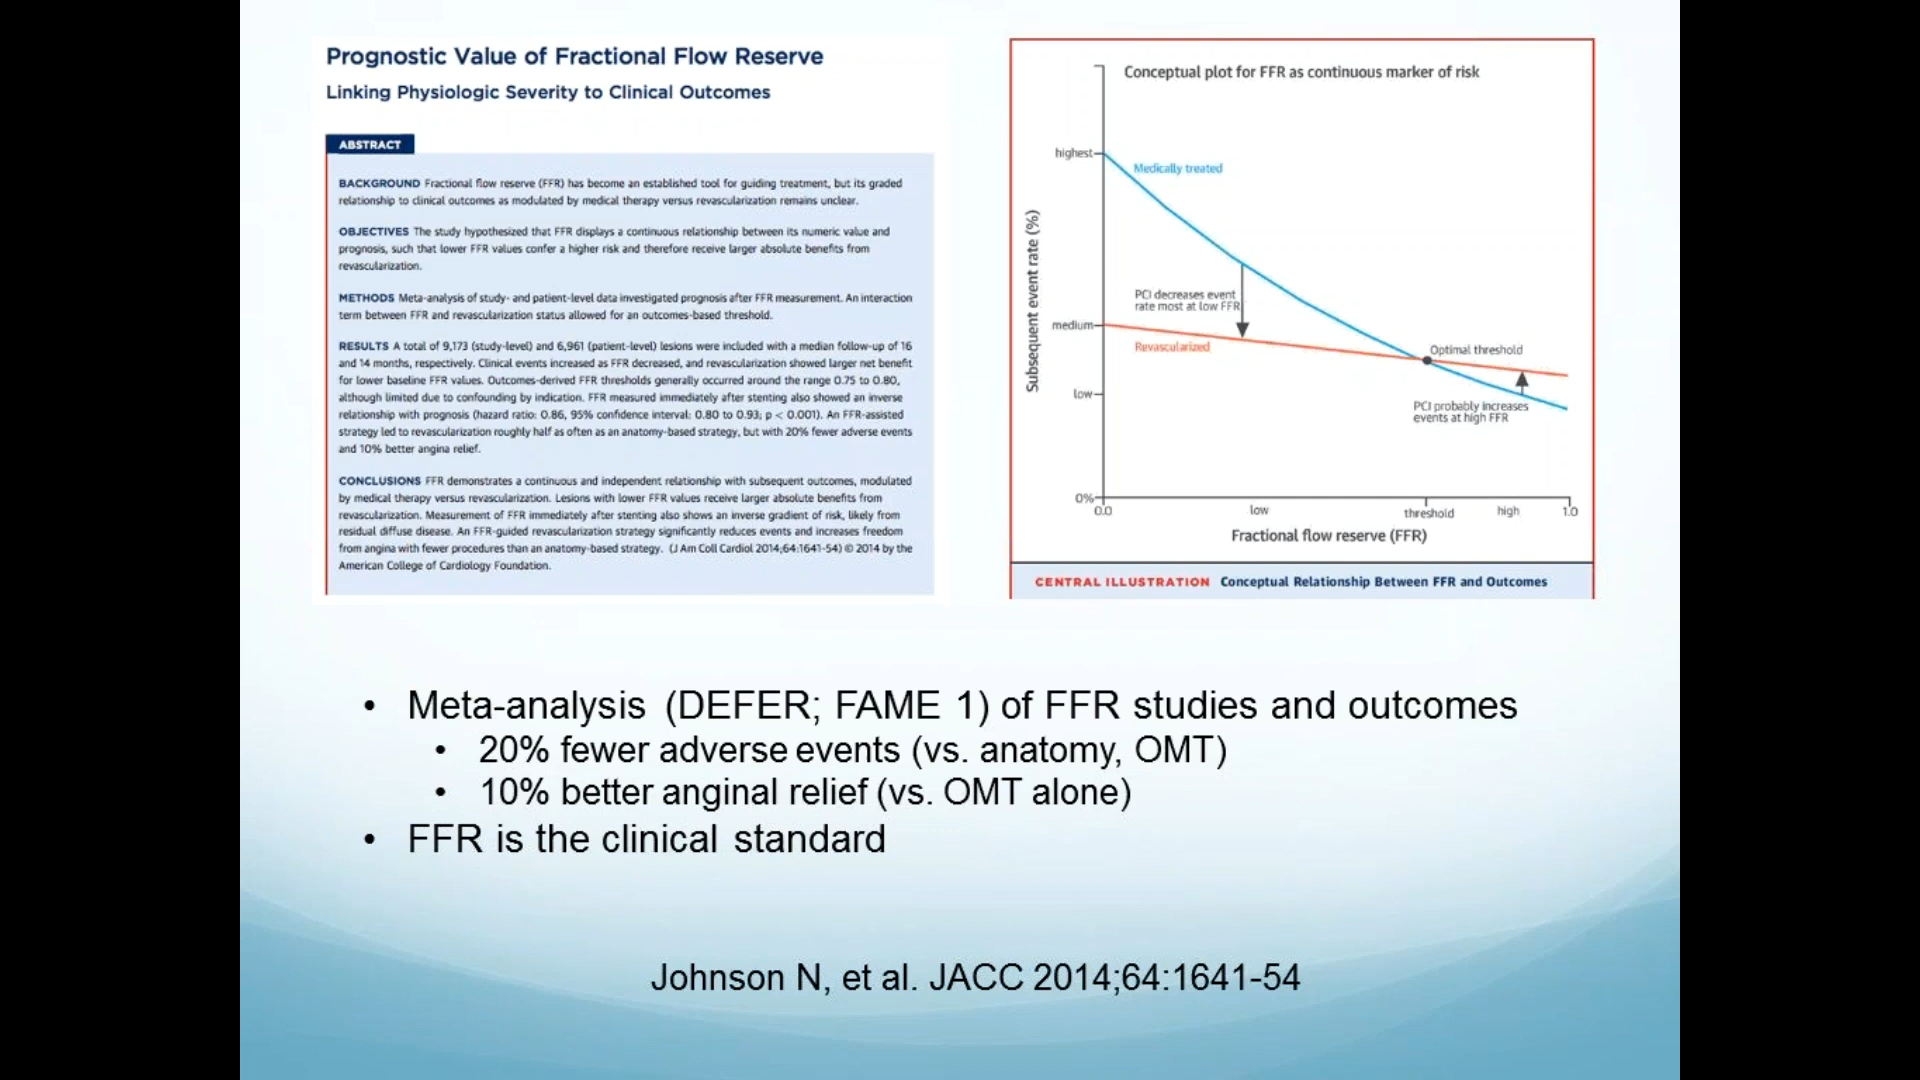 Prognostic Value of Fractional Flow Reserve
Linking Physiologic Severity to Clinical Outcomes
ABSTRACT
BACKGROUND Fractional flow reserve (FFR) has become an established tool for guiding treatment, but its graded
relationship to clinical outcomes as modulated by medical therapy versus revascularization remains unclear.
OBJECTIVES The study hypothesized that FFR displays a continuous relationship between its numeric value and
prognosis, such that lower FFR values confer a higher risk and therefore receive larger absolute benefits from
revascularization.
METHODS Meta-analysis of study- and patient-level data investigated prognosis after FFR measurement. An interaction
term between FFR and revascularization status allowed for an outcomes-based threshold.
RESULTS A total of 9,173 (study-level) and 6,961 (patient-level) lesions were included with a median follow-up of 16
and 14 months, respectively. Clinical events increased as FFR decreased, and revascularization showed larger net benefit
for lower baseline FFR values. Outcomes-derived FFR thresholds generally occurred around the range 0.75 to 0.80,
although limited due to confounding by indication. FFR measured immediately after stenting also showed an inverse
relationship with prognosis (hazard ratio: 0.86, 95% confidence interval: 0.80 to 0.93; p < 0.001). An FFR-assisted
strategy led to revascularization roughly half as often as an anatomy-based strategy, but with 20% fewer adverse events
and 10% better angina relief.
CONCLUSIONS FFR demonstrates a continuous and independent relationship with subsequent outcomes, modulated
by medical therapy versus revascularization. Lesions with lower FFR values receive larger absolute benefits from
revascularization. Measurement of FFR immediately after stenting also shows an inverse gradient of risk, likely from
residual diffuse disease. An FFR-guided revascularization strategy significantly reduces events and increases freedom
from angina with fewer procedures than an anatomy-based strategy. (J Am Coll Cardiol 2014;64:1641-54) © 2014 by the
American College of Cardiology Foundation.
Conceptual plot for FFR as continuous marker of risk
highest
Medically treated
Subsequent event rate (%)
PCI decreases event
rate most at low FFR
medium
Revascularized
Optimal threshold
low
PCI probably increases
events at high FFR
0%
0.0
low
threshold
high
1.0
Fractional flow reserve (FFR)
CENTRAL ILLUSTRATION Conceptual Relationship Between FFR and Outcomes
• Meta-analysis (DEFER; FAME 1) of FFR studies and outcomes
• 20% fewer adverse events (vs. anatomy, OMT)
• 10% better anginal relief (vs. OMT alone)
• FFR is the clinical standard
Johnson N, et al. JACC 2014;64:1641-54